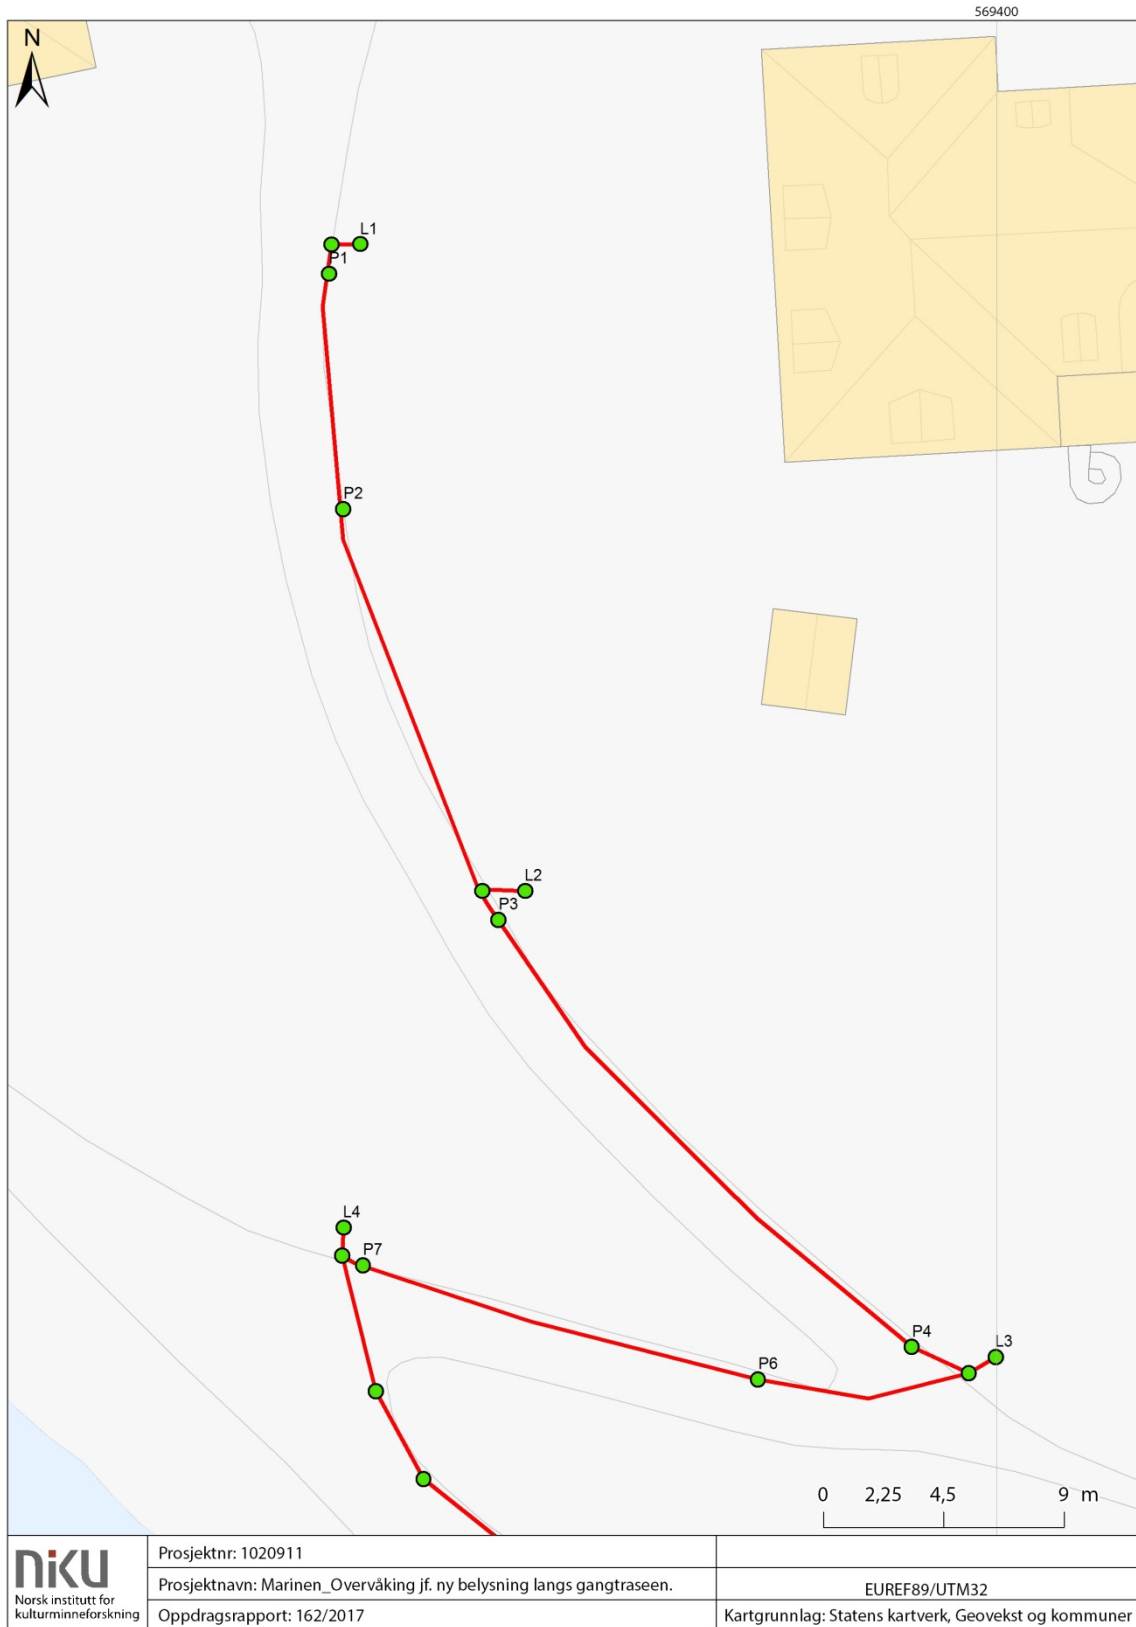 569400
N
L1
P1
P2
L2
P3
L4
P7
P4
L3
P6
0 2,25 4,5 9 m
niku
Norsk institutt for
kulturminneforskning
Prosjektnr: 1020911
Prosjektnavn: Marinen_Overvåking jf. ny belysning langs gangtraseen.
EUREF89/UTM32
Oppdragsrapport: 162/2017
Kartgrunnlag: Statens kartverk, Geovekst og kommuner